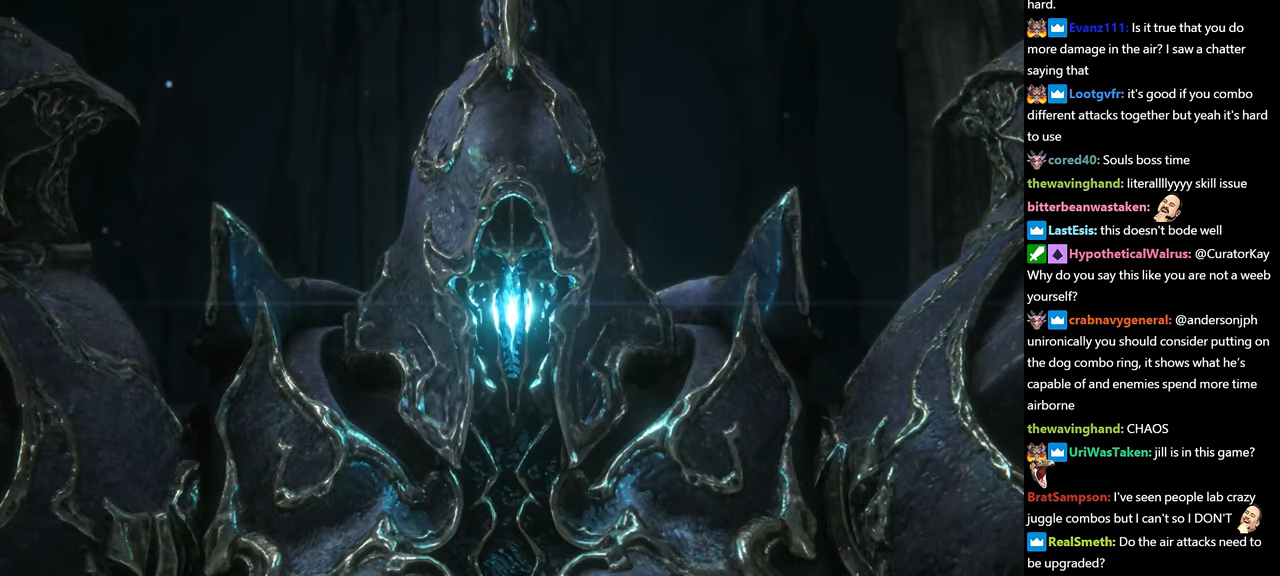 hard.
Evanz111: Is it true that you do
more damage in the air? I saw a chatter
saying that
Lootgvfr: it's good if you combo
different attacks together but yeah it's hard
to use
cored40: Souls boss time
thewavinghand: literallllyyyy skill issue
bitterbeanwastaken:
LastEsis: this doesn't bode well
HypotheticalWalrus: @CuratorKay
Why do you say this like you are not a weeb
yourself?
crabnavygeneral: @andersonjph
unironically you should consider putting on
the dog combo ring, it shows what he's
capable of and enemies spend more time
airborne
thewavinghand: CHAOS
UriWasTaken: jill is in this game?
BratSampson: I've seen people lab crazy
juggle combos but I can't so I DON'T
RealSmeth: Do the air attacks need to
be upgraded?